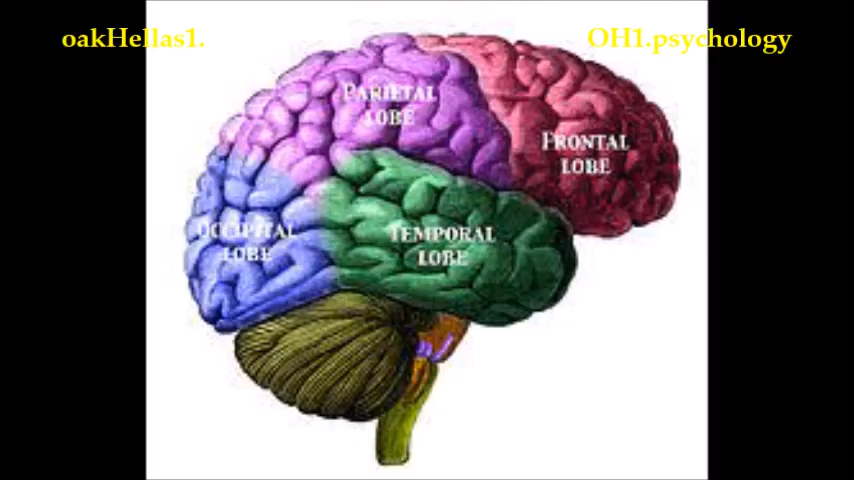 oakHellas1.
OH1.psychology
PARIETAL
LOBE
FRONTAL
LOBE
OCCIPITAL
LOBE
TEMPORAL
LOBE